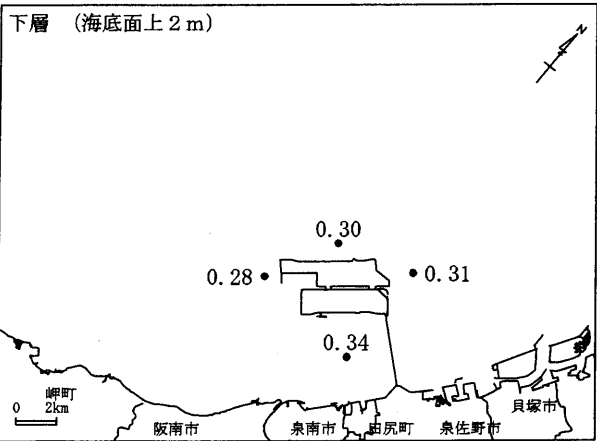 下層 (海底面上２ｍ)
N
0.30
0.28
0.31
0.34
岬町
0 2km
阪南市
泉南市
田尻町
泉佐野市
貝塚市